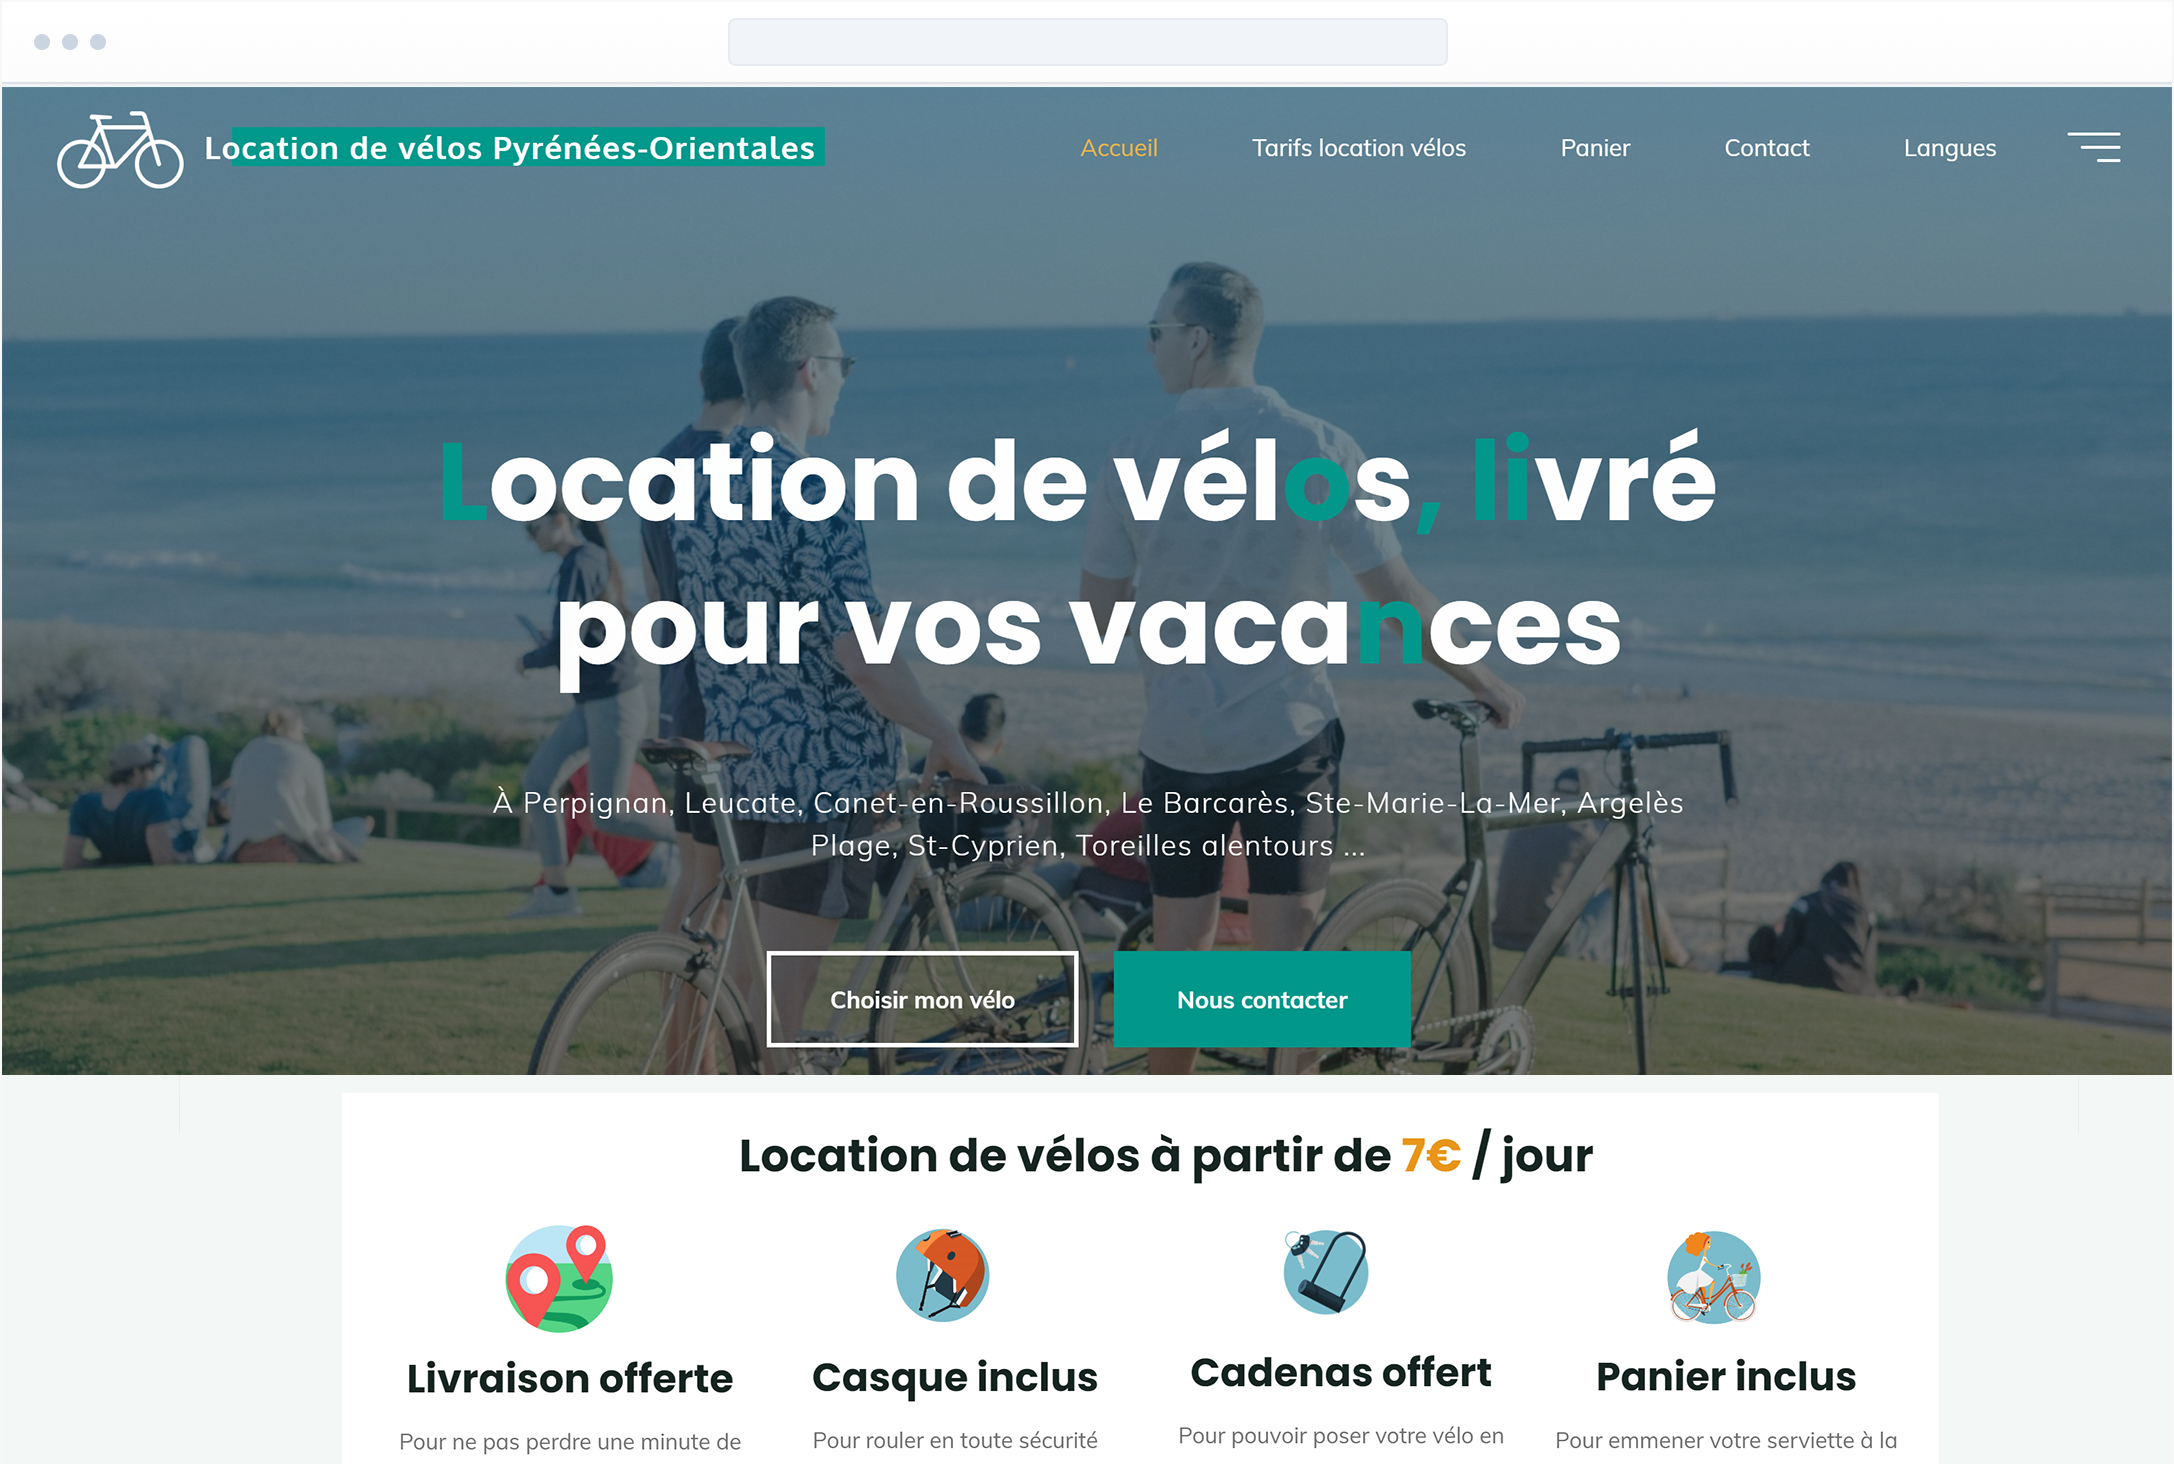 Location de vélos Pyrénées-Orientales
Accueil
Tarifs location vélos
Panier
Contact
Langues
Location de vélos, livré
pour vos vacances
À Perpignan, Leucate, Canet-en-Roussillon, Le Barcarès, Ste-Marie-La-Mer, Argelès
Plage, St-Cyprien, Toreilles alentours ...
Choisir mon vélo
Nous contacter
Location de vélos à partir de 7€ / jour
Livraison offerte
Pour ne pas perdre une minute de
Casque inclus
Pour rouler en toute sécurité
Cadenas offert
Pour pouvoir poser votre vélo en
Panier inclus
Pour emmener votre serviette à la